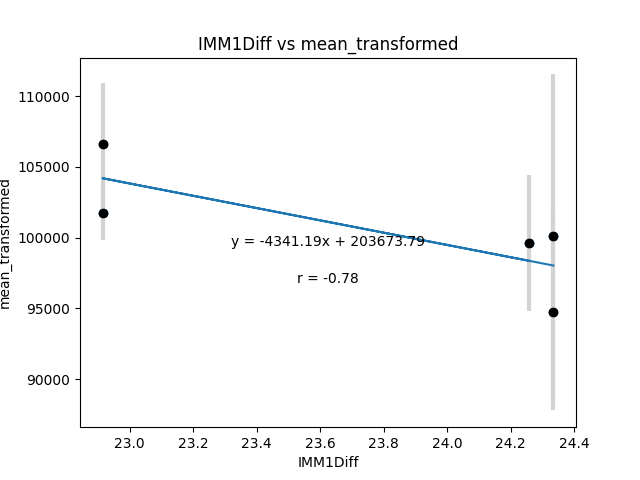 IMM1Diff vs mean_transformed
mean_transformed
110000
105000
100000
95000
90000
y = -4341.19x + 203673.79
r = -0.78
23.0 23.2 23.4 23.6 23.8 24.0 24.2 24.4
IMM1Diff